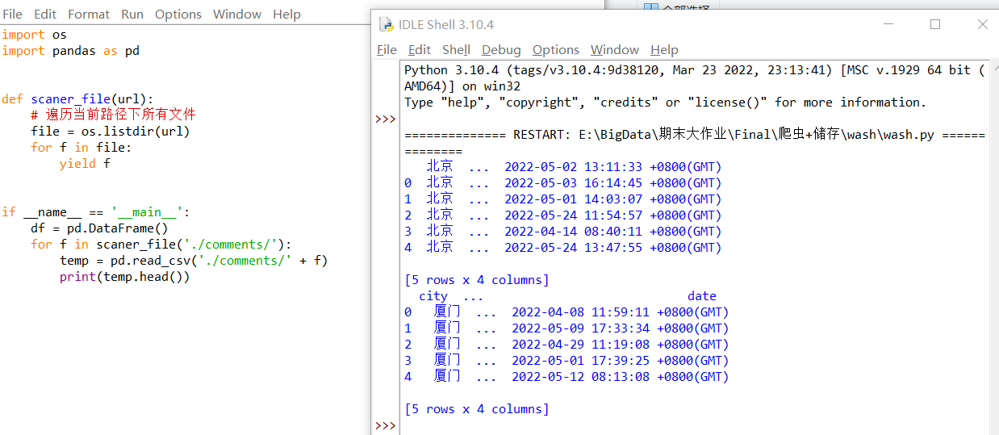 File Edit Format Run Options Window Help
import os
import pandas as pd
def scaner_file(url):
# 遍历当前路径下所有文件
file = os.listdir(url)
for f in file:
yield f
if __name__ == '__main__':
df = pd.DataFrame()
for f in scaner_file('./comments/'):
temp = pd.read_csv('./comments/' + f)
print(temp.head())
IDLE Shell 3.10.4
File Edit Shell Debug Options Window Help
Python 3.10.4 (tags/v3.10.4:9d38120, Mar 23 2022, 23:13:41) [MSC v.1929 64 bit (
AMD64)] on win32
Type "help", "copyright", "credits" or "license()" for more information.
>>>
============== RESTART: E:\BigData\期末大作业\Final\爬虫+储存\wash\wash.py ======
========
北京 ... 2022-05-02 13:11:33 +0800(GMT)
0 北京 ... 2022-05-03 16:14:45 +0800(GMT)
1 北京 ... 2022-05-01 14:03:07 +0800(GMT)
2 北京 ... 2022-05-24 11:54:57 +0800(GMT)
3 北京 ... 2022-04-14 08:40:11 +0800(GMT)
4 北京 ... 2022-05-24 13:47:55 +0800(GMT)
[5 rows x 4 columns]
city ... date
0 厦门 ... 2022-04-08 11:59:11 +0800(GMT)
1 厦门 ... 2022-05-09 17:33:34 +0800(GMT)
2 厦门 ... 2022-04-29 11:19:08 +0800(GMT)
3 厦门 ... 2022-05-01 17:39:25 +0800(GMT)
4 厦门 ... 2022-05-12 08:13:08 +0800(GMT)
[5 rows x 4 columns]
>>>